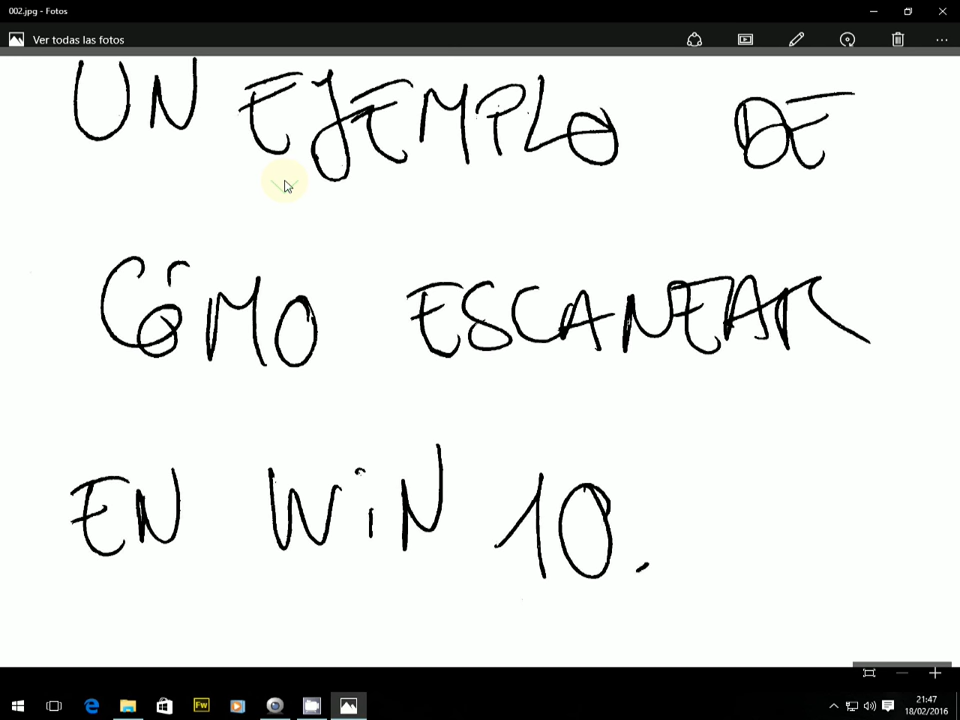 002.jpg - Fotos
Ver todas las fotos
UN EJEMPLO DE
CÓMO ESCANEAR
EN WiN 10.
Fw
21:47
18/02/2016